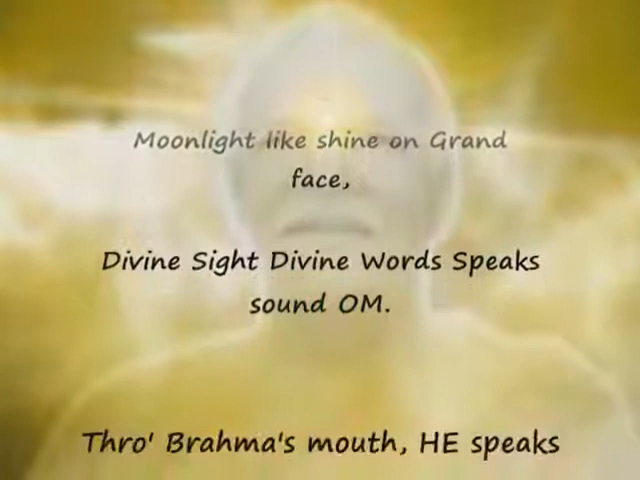 Moonlight like shine on Grand
face,
Divine Sight Divine Words Speaks
sound OM.
Thro' Brahma's mouth, HE speaks